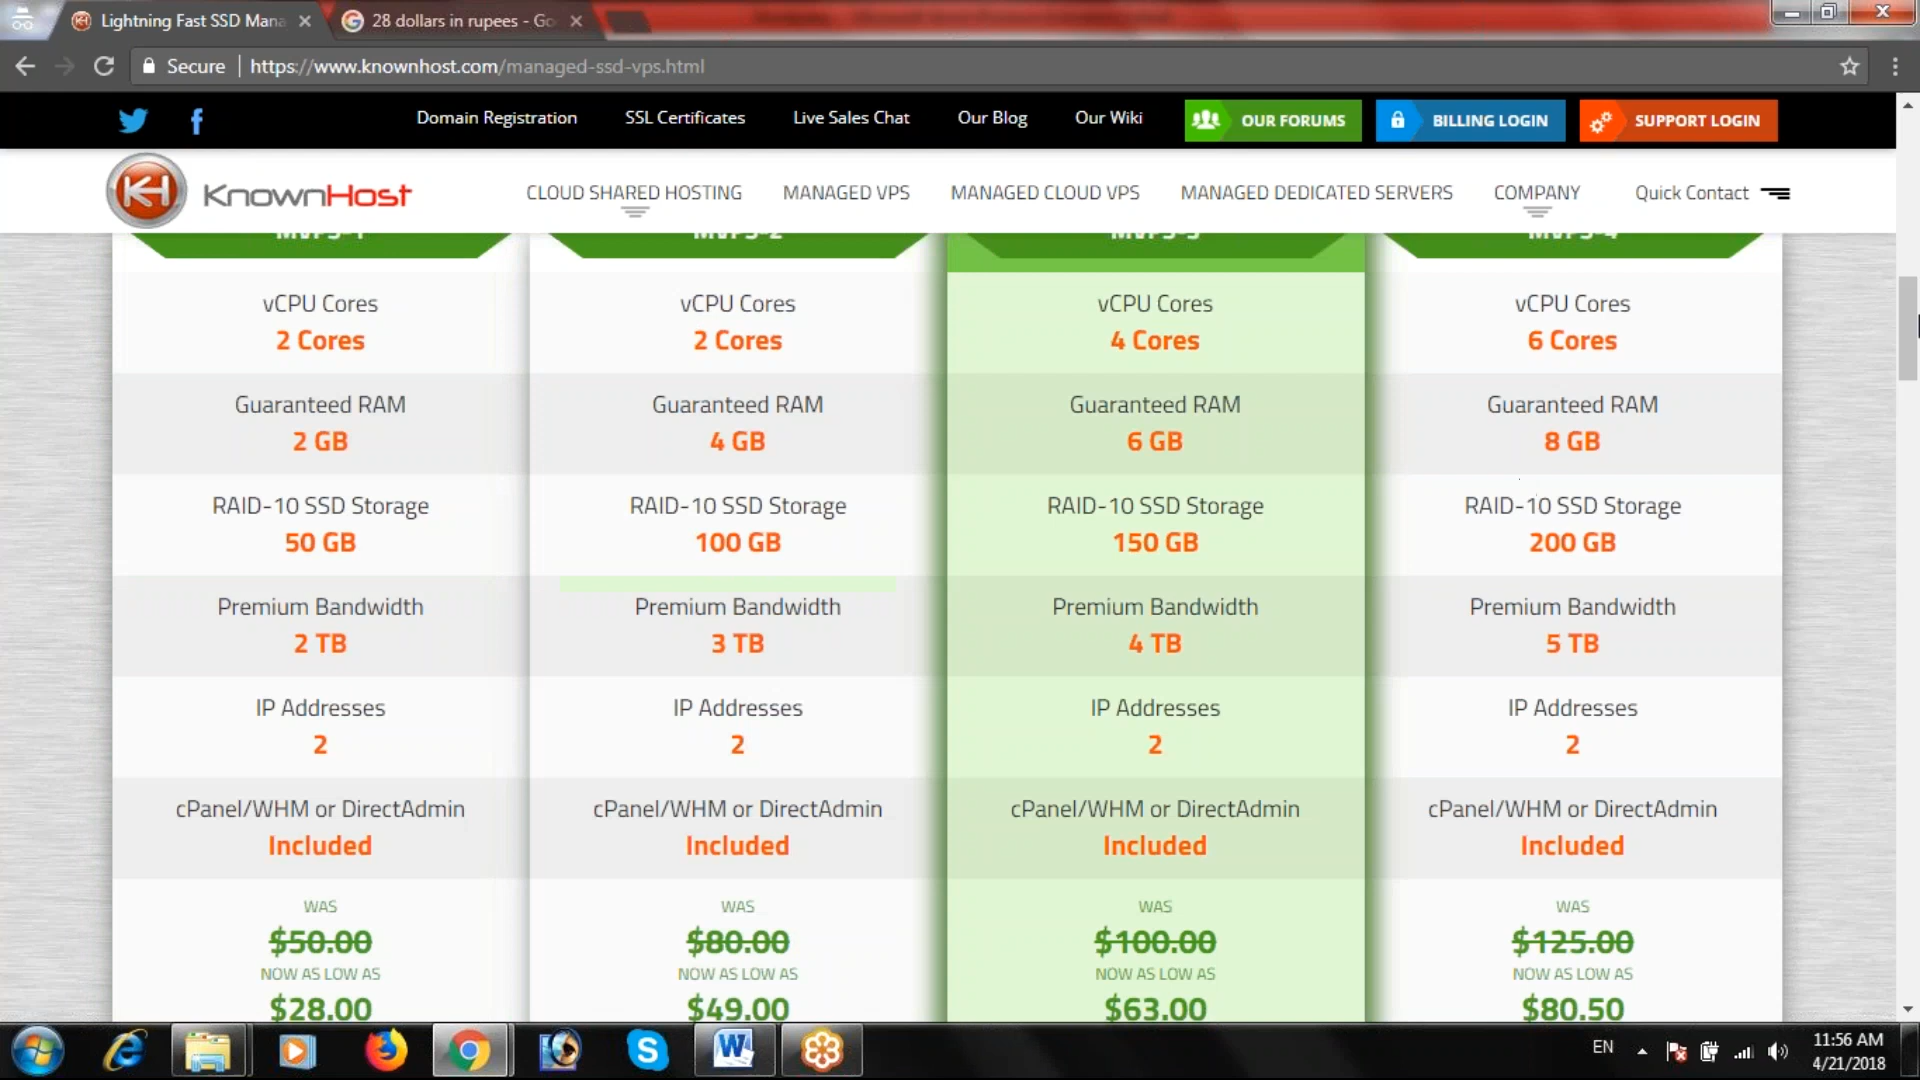 Lightning Fast SSD Mana
28 dollars in rupees - Go
Secure https://www.knownhost.com/managed-ssd-vps.html
Domain Registration SSL Certificates Live Sales Chat Our Blog Our Wiki OUR FORUMS BILLING LOGIN SUPPORT LOGIN
KH KnownHost CLOUD SHARED HOSTING MANAGED VPS MANAGED CLOUD VPS MANAGED DEDICATED SERVERS COMPANY Quick Contact
MVPS-1 MVPS-2 MVPS-3 MVPS-4
vCPU Cores vCPU Cores vCPU Cores vCPU Cores
2 Cores 2 Cores 4 Cores 6 Cores
Guaranteed RAM Guaranteed RAM Guaranteed RAM Guaranteed RAM
2 GB 4 GB 6 GB 8 GB
RAID-10 SSD Storage RAID-10 SSD Storage RAID-10 SSD Storage RAID-10 SSD Storage
50 GB 100 GB 150 GB 200 GB
Premium Bandwidth Premium Bandwidth Premium Bandwidth Premium Bandwidth
2 TB 3 TB 4 TB 5 TB
IP Addresses IP Addresses IP Addresses IP Addresses
2 2 2 2
cPanel/WHM or DirectAdmin cPanel/WHM or DirectAdmin cPanel/WHM or DirectAdmin cPanel/WHM or DirectAdmin
Included Included Included Included
WAS WAS WAS WAS
$50.00 $80.00 $100.00 $125.00
NOW AS LOW AS NOW AS LOW AS NOW AS LOW AS NOW AS LOW AS
$28.00 $49.00 $63.00 $80.50
EN 11:56 AM
4/21/2018